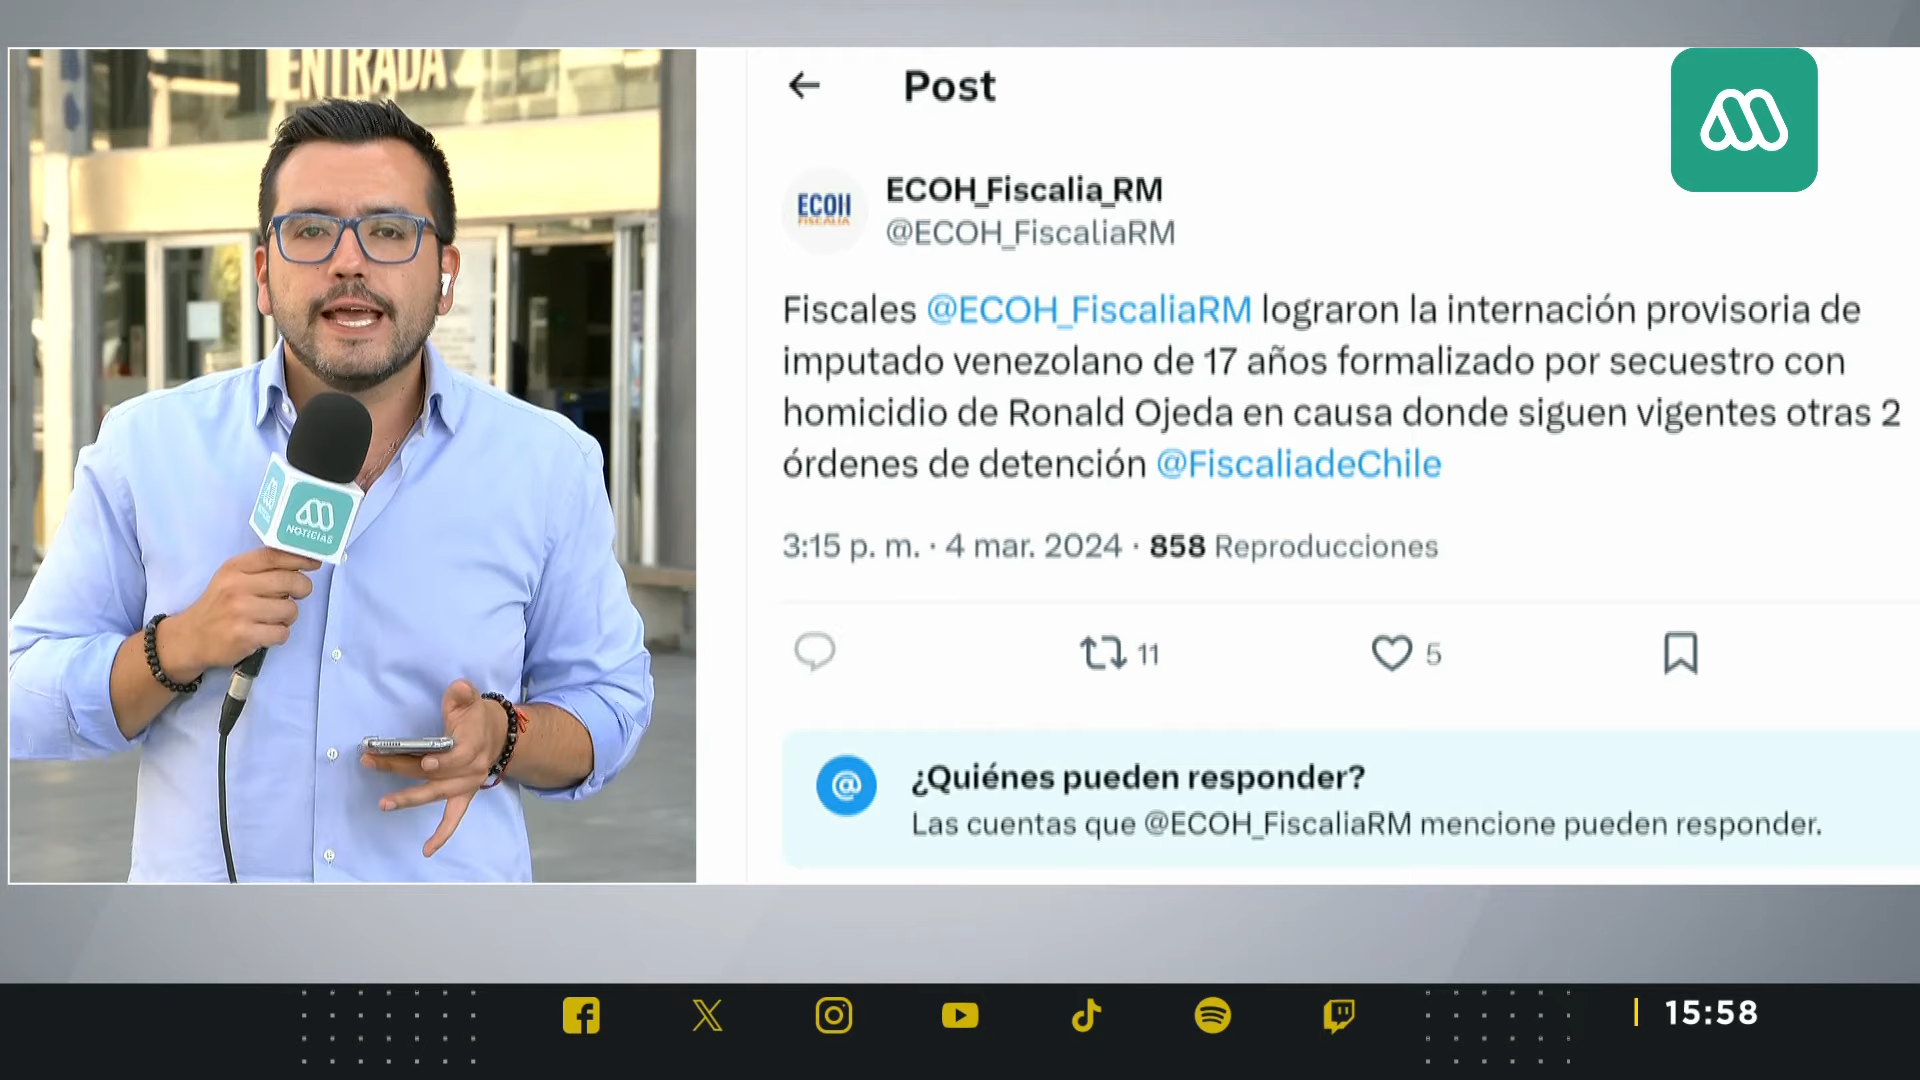 ENTRADA
NOTICIAS
Post
ECOH
FISCALIA
ECOH_Fiscalia_RM
@ECOH_FiscaliaRM
Fiscales @ECOH_FiscaliaRM lograron la internación provisoria de
imputado venezolano de 17 años formalizado por secuestro con
homicidio de Ronald Ojeda en causa donde siguen vigentes otras 2
órdenes de detención @FiscaliadeChile
3:15 p. m. · 4 mar. 2024 · 858 Reproducciones
11
5
@
¿Quiénes pueden responder?
Las cuentas que @ECOH_FiscaliaRM mencione pueden responder.
15:58